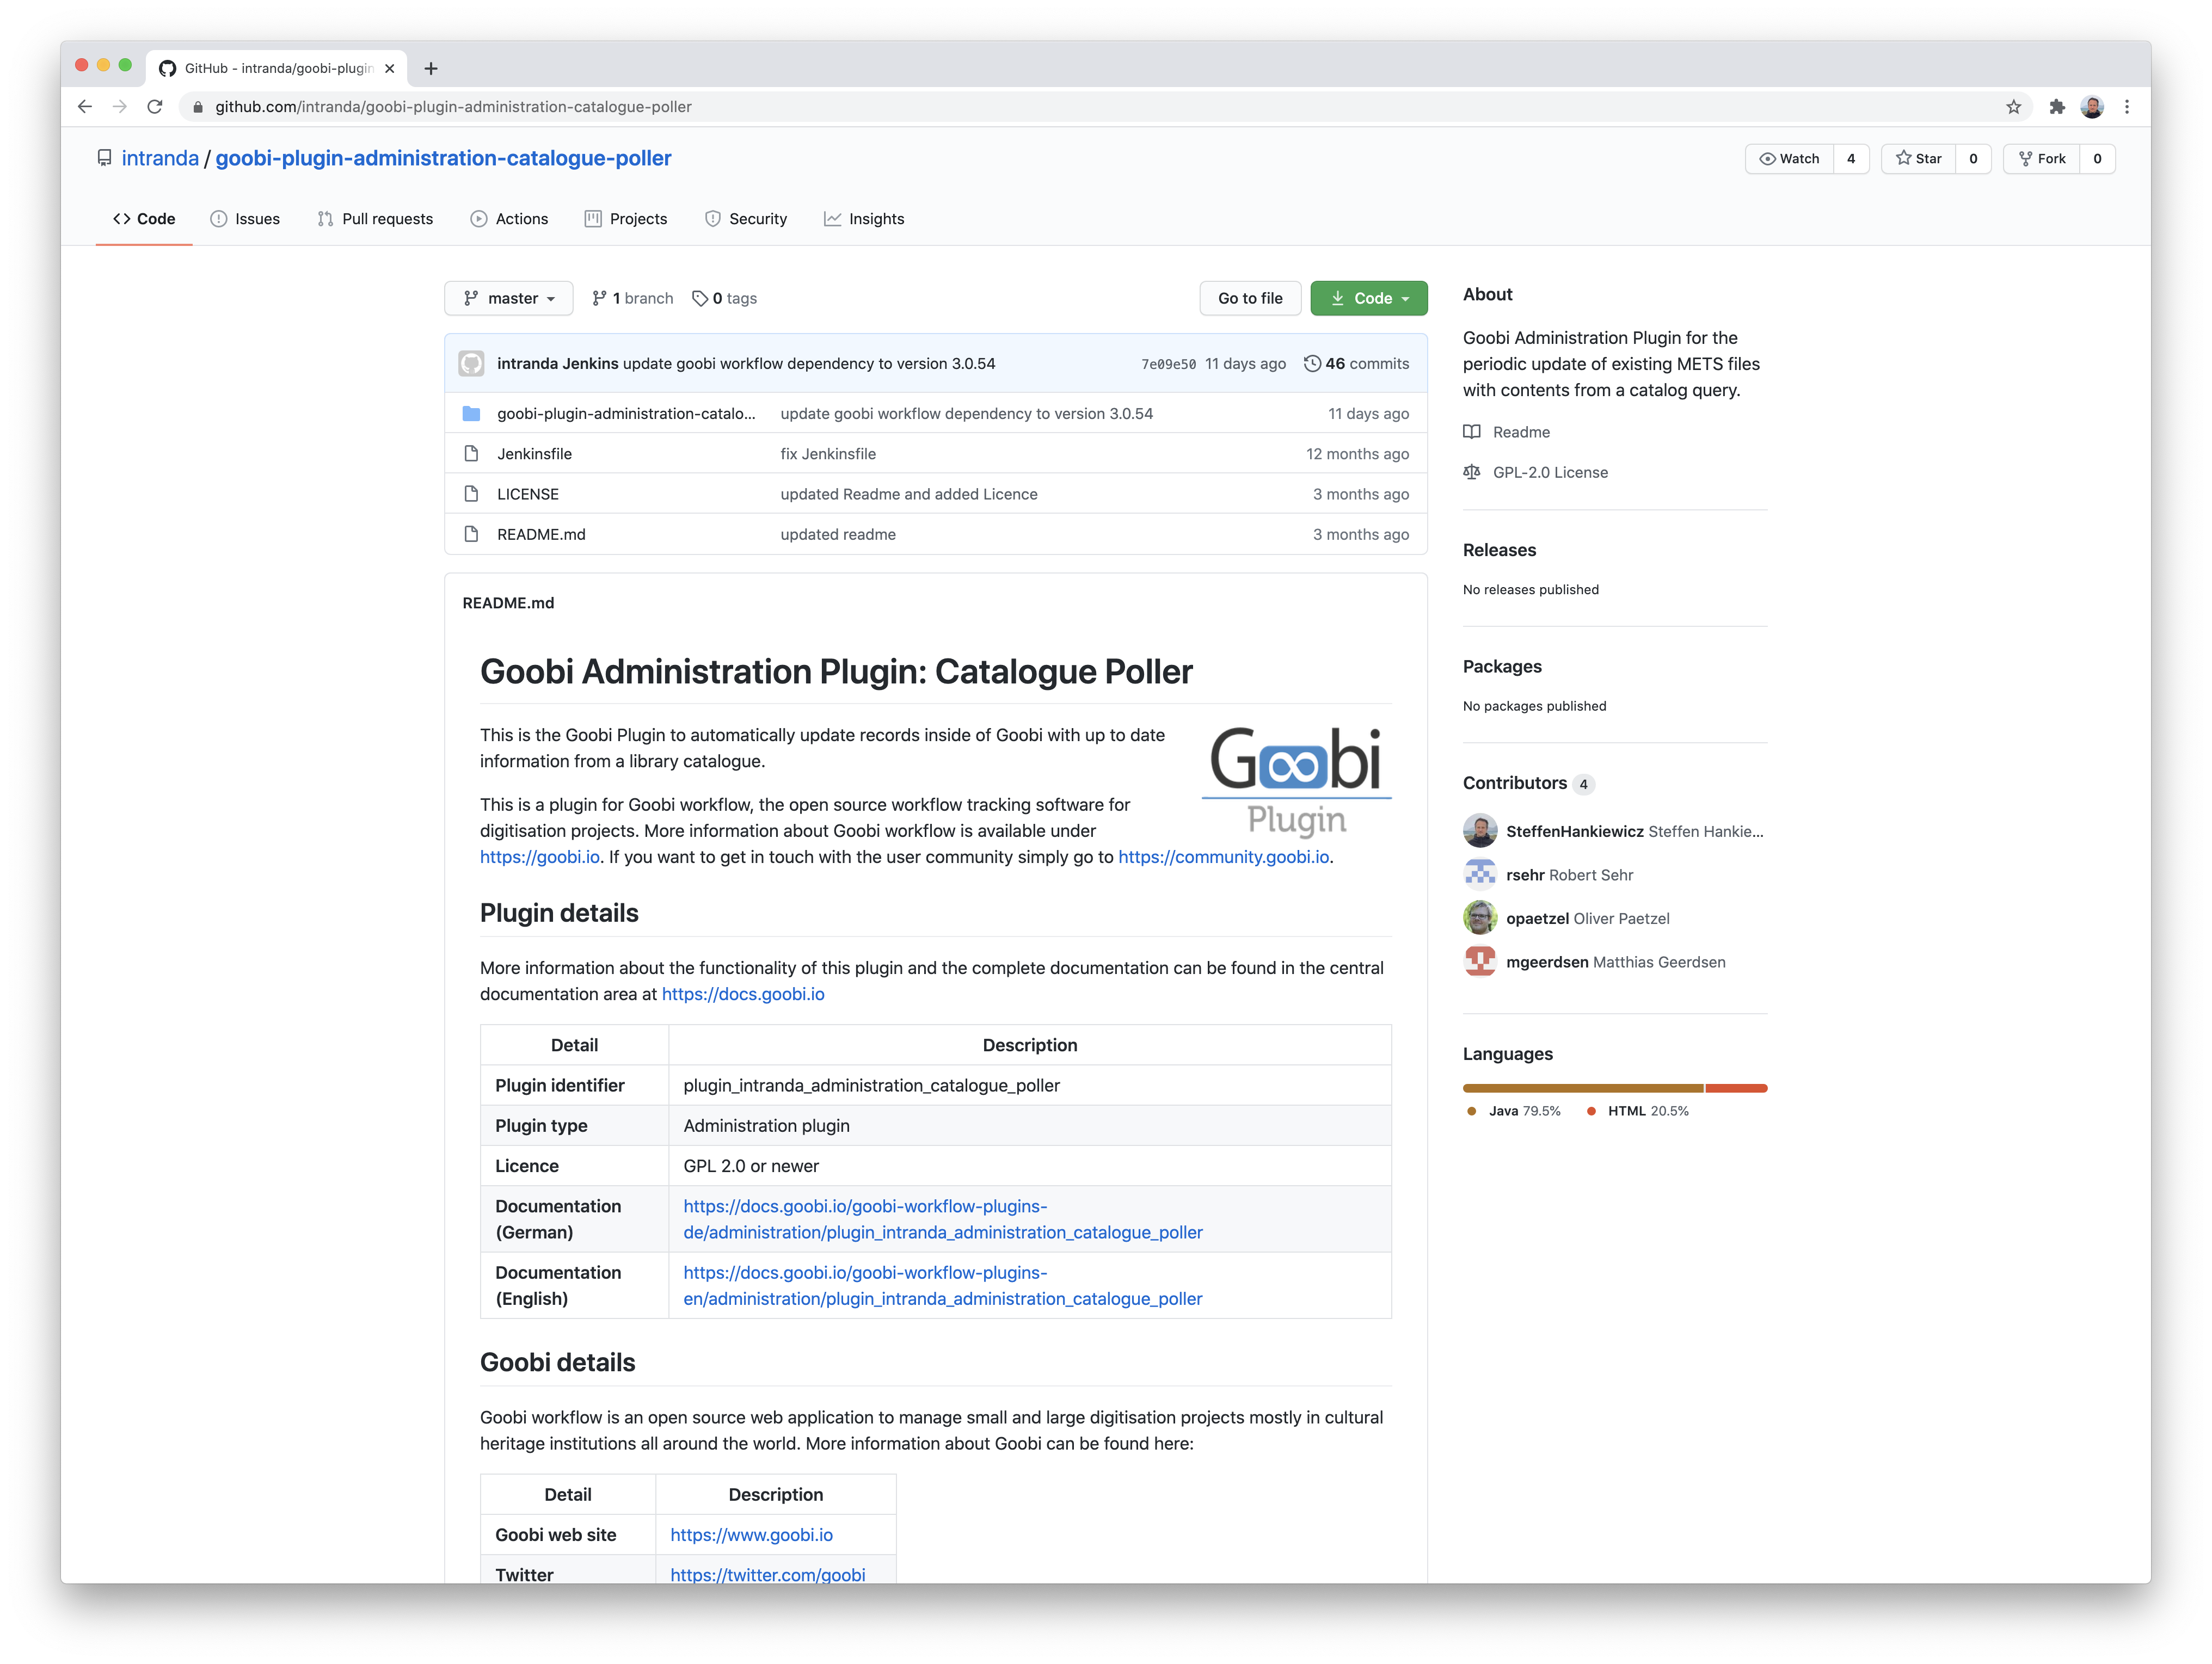 GitHub - intranda/goobi-plugin
github.com/intranda/goobi-plugin-administration-catalogue-poller
intranda / goobi-plugin-administration-catalogue-poller
Watch 4 Star 0 Fork 0
Code Issues Pull requests Actions Projects Security Insights
master 1 branch 0 tags Go to file Code
intranda Jenkins update goobi workflow dependency to version 3.0.54 7e09e50 11 days ago 46 commits
goobi-plugin-administration-catalo... update goobi workflow dependency to version 3.0.54 11 days ago
Jenkinsfile fix Jenkinsfile 12 months ago
LICENSE updated Readme and added Licence 3 months ago
README.md updated readme 3 months ago
README.md
Goobi Administration Plugin: Catalogue Poller
This is the Goobi Plugin to automatically update records inside of Goobi with up to date
information from a library catalogue.
Goobi
Plugin
This is a plugin for Goobi workflow, the open source workflow tracking software for
digitisation projects. More information about Goobi workflow is available under
https://goobi.io. If you want to get in touch with the user community simply go to https://community.goobi.io.
Plugin details
More information about the functionality of this plugin and the complete documentation can be found in the central
documentation area at https://docs.goobi.io
Detail Description
Plugin identifier plugin_intranda_administration_catalogue_poller
Plugin type Administration plugin
Licence GPL 2.0 or newer
Documentation https://docs.goobi.io/goobi-workflow-plugins-
(German) de/administration/plugin_intranda_administration_catalogue_poller
Documentation https://docs.goobi.io/goobi-workflow-plugins-
(English) en/administration/plugin_intranda_administration_catalogue_poller
Goobi details
Goobi workflow is an open source web application to manage small and large digitisation projects mostly in cultural
heritage institutions all around the world. More information about Goobi can be found here:
Detail Description
Goobi web site https://www.goobi.io
Twitter https://twitter.com/goobi
About
Goobi Administration Plugin for the
periodic update of existing METS files
with contents from a catalog query.
Readme
GPL-2.0 License
Releases
No releases published
Packages
No packages published
Contributors 4
SteffenHankiewicz Steffen Hankie...
rsehr Robert Sehr
opaetzel Oliver Paetzel
mgeerdsen Matthias Geerdsen
Languages
Java 79.5% HTML 20.5%